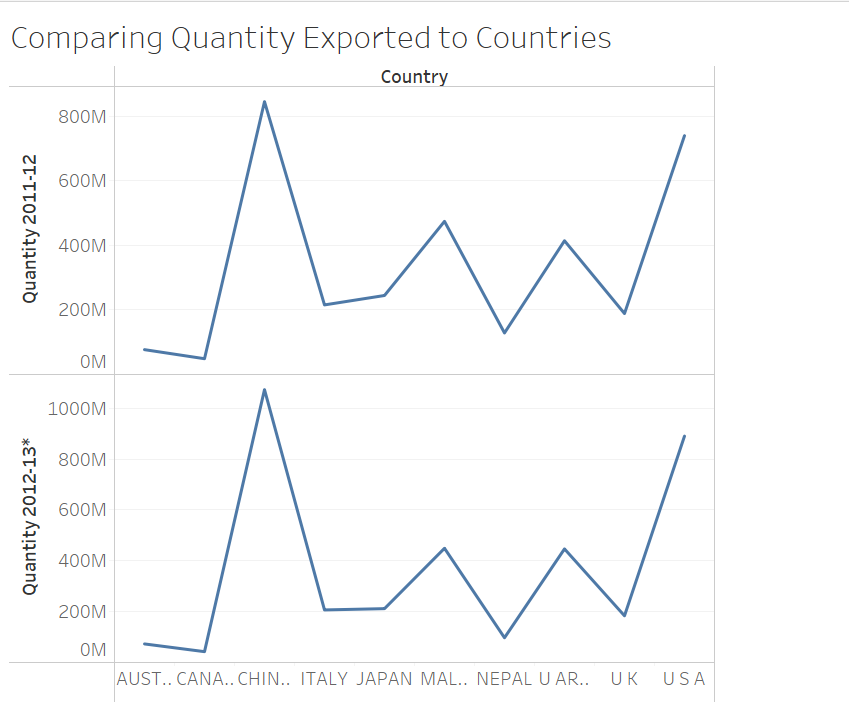 Comparing Quantity Exported to Countries
Country
Quantity 2011-12
800M
600M
400M
200M
0M
Quantity 2012-13*
1000M
800M
600M
400M
200M
0M
AUST.. CANA.. CHIN.. ITALY JAPAN MAL.. NEPAL U AR.. U K U S A